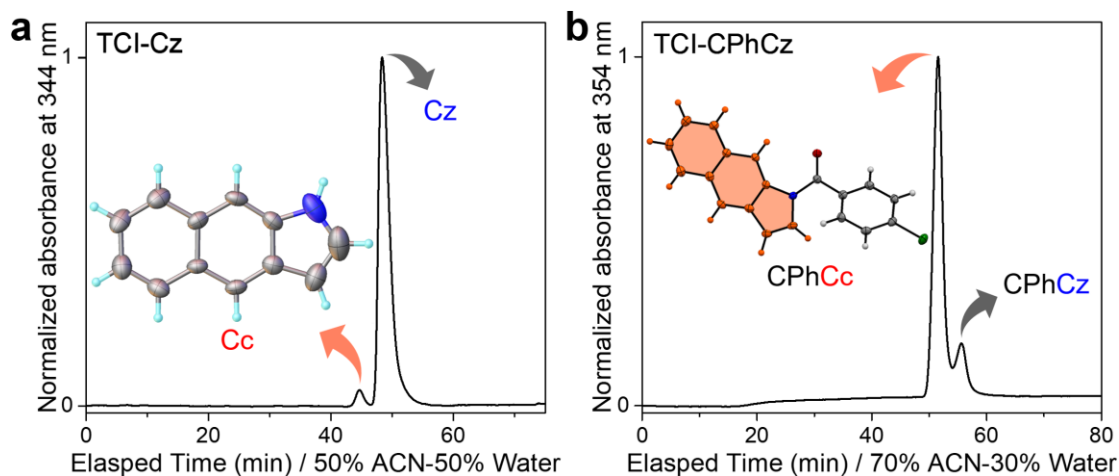 a
TCI-Cz
Normalized absorbance at 344 nm
1
0
Cz
Cc
0
20
40
60
Elasped Time (min) / 50% ACN-50% Water
b
TCI-CPhCz
Normalized absorbance at 354 nm
1
0
CPhCc
CPhCz
0
20
40
60
80
Elasped Time (min) / 70% ACN-30% Water